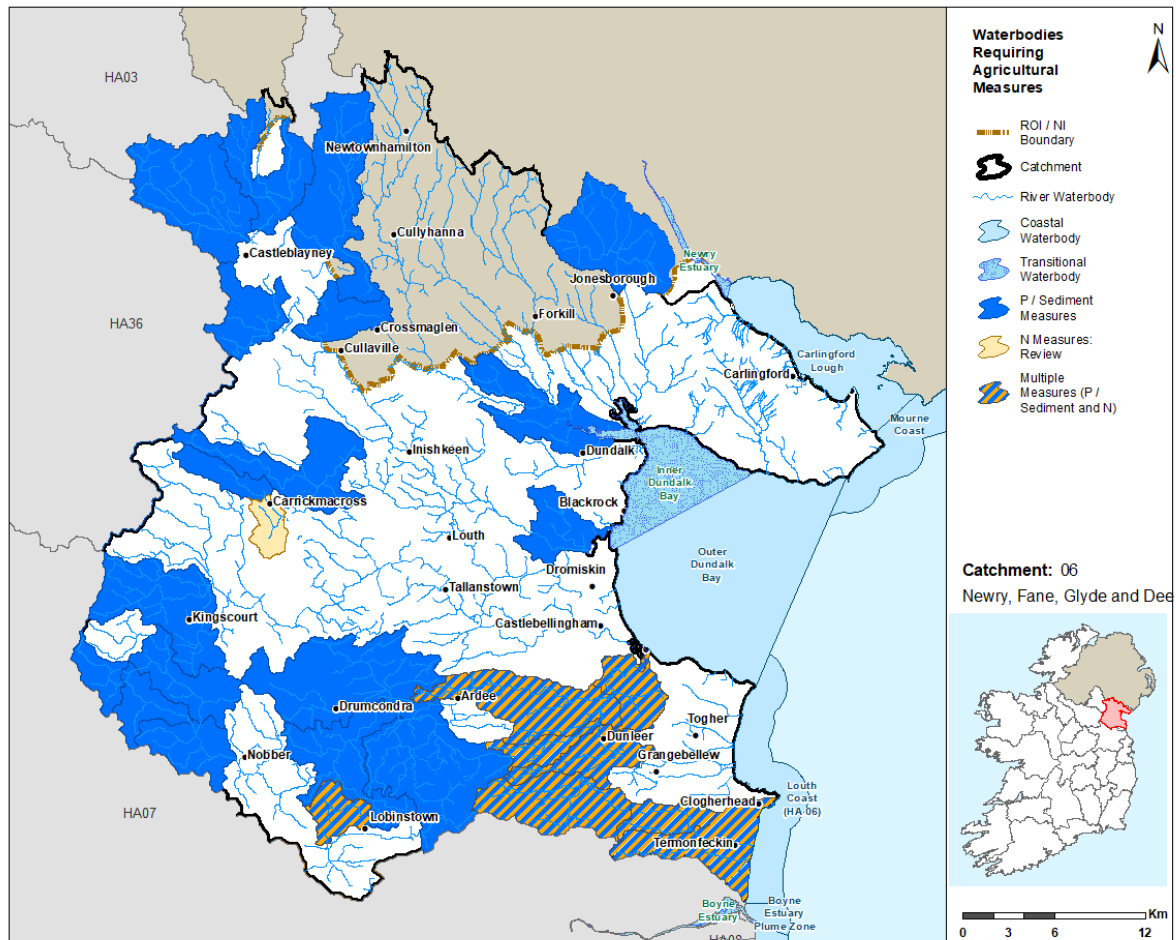 HA03
Newtownhamilton
Cullyhanna
Castleblayney
Newry
Estuary
Jonesborough
HA36
Forkill
Crossmaglen
Cullaville
Carlingford
Lough
Carlingford
Mourne
Coast
Inishkeen
Dundalk
Inner
Dundalk
Bay
Carrickmacross
Blackrock
Louth
Outer
Dundalk
Bay
Dromiskin
Tallanstown
Kingscourt
Castlebellingham
Ardee
Drumcondra
Togher
Dunleer
Nobber
Grangebellew
Louth
Coast
(HA-06)
Clogherhead
HA07
Lobinstown
Termonfeckin
Boyne
Estuary
Boyne
Estuary
Plume Zone
HA08
Waterbodies
Requiring
Agricultural
Measures
N
ROI / NI
Boundary
Catchment
River Waterbody
Coastal
Waterbody
Transitional
Waterbody
P / Sediment
Measures
N Measures:
Review
Multiple
Measures (P /
Sediment and N)
Catchment: 06
Newry, Fane, Glyde and Dee
Km
0 3 6 12